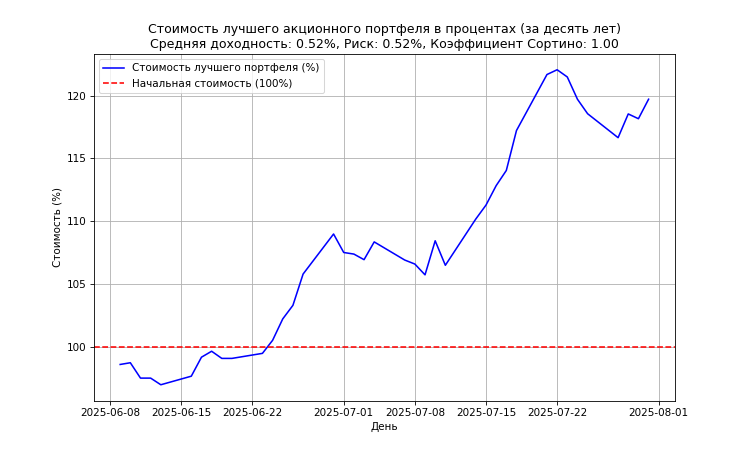 Стоимость лучшего акционного портфеля в процентах (за десять лет)
Средняя доходность: 0.52%, Риск: 0.52%, Коэффициент Сортино: 1.00
Стоимость лучшего портфеля (%)
Начальная стоимость (100%)
Стоимость (%)
120
115
110
105
100
2025-06-08 2025-06-15 2025-06-22 2025-07-01 2025-07-08 2025-07-15 2025-07-22 2025-08-01
День